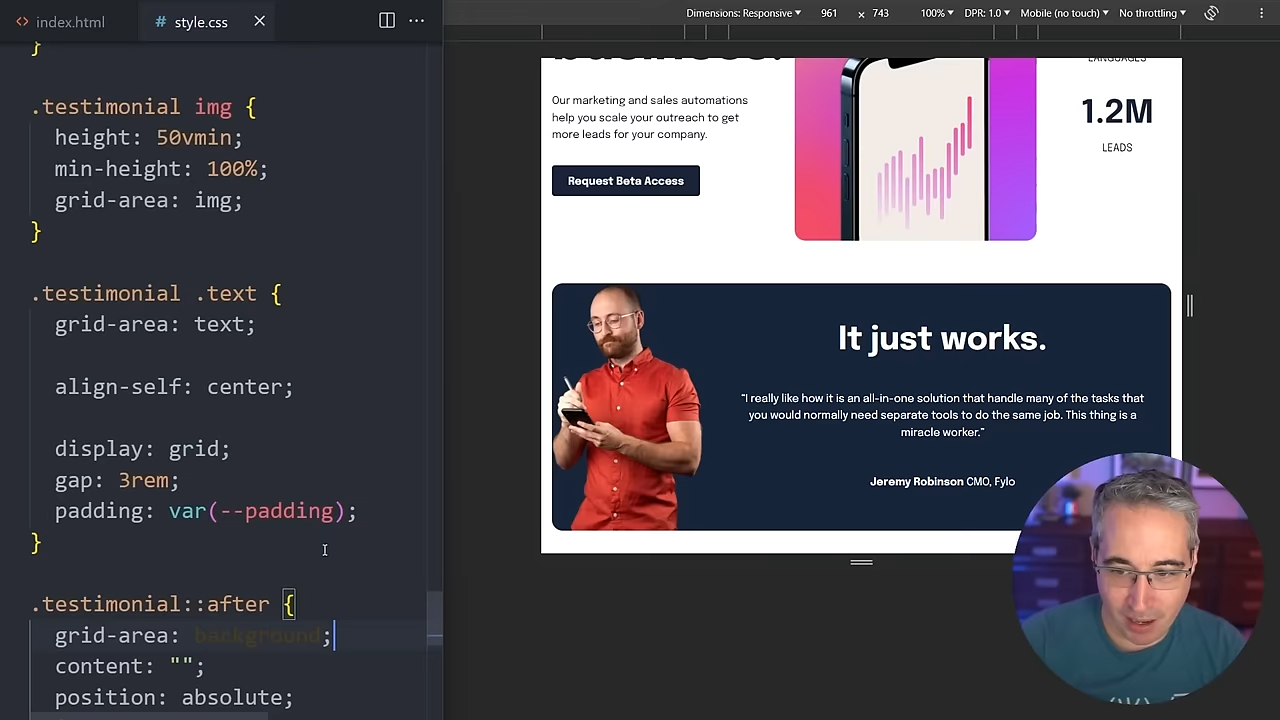 index.html
# style.css
}
.testimonial img {
height: 50vmin;
min-height: 100%;
grid-area: img;
}
.testimonial .text {
grid-area: text;
align-self: center;
display: grid;
gap: 3rem;
padding: var(--padding);
}
.testimonial::after {
grid-area: background;
content: "";
position: absolute;
Dimensions: Responsive 961 x 743 100% DPR: 1.0 Mobile (no touch) No throttling
business.
Our marketing and sales automations
help you scale your outreach to get
more leads for your company.
Request Beta Access
LANGUAGES
1.2M
LEADS
It just works.
“I really like how it is an all-in-one solution that handle many of the tasks that
you would normally need separate tools to do the same job. This thing is a
miracle worker.”
Jeremy Robinson CMO, Fylo